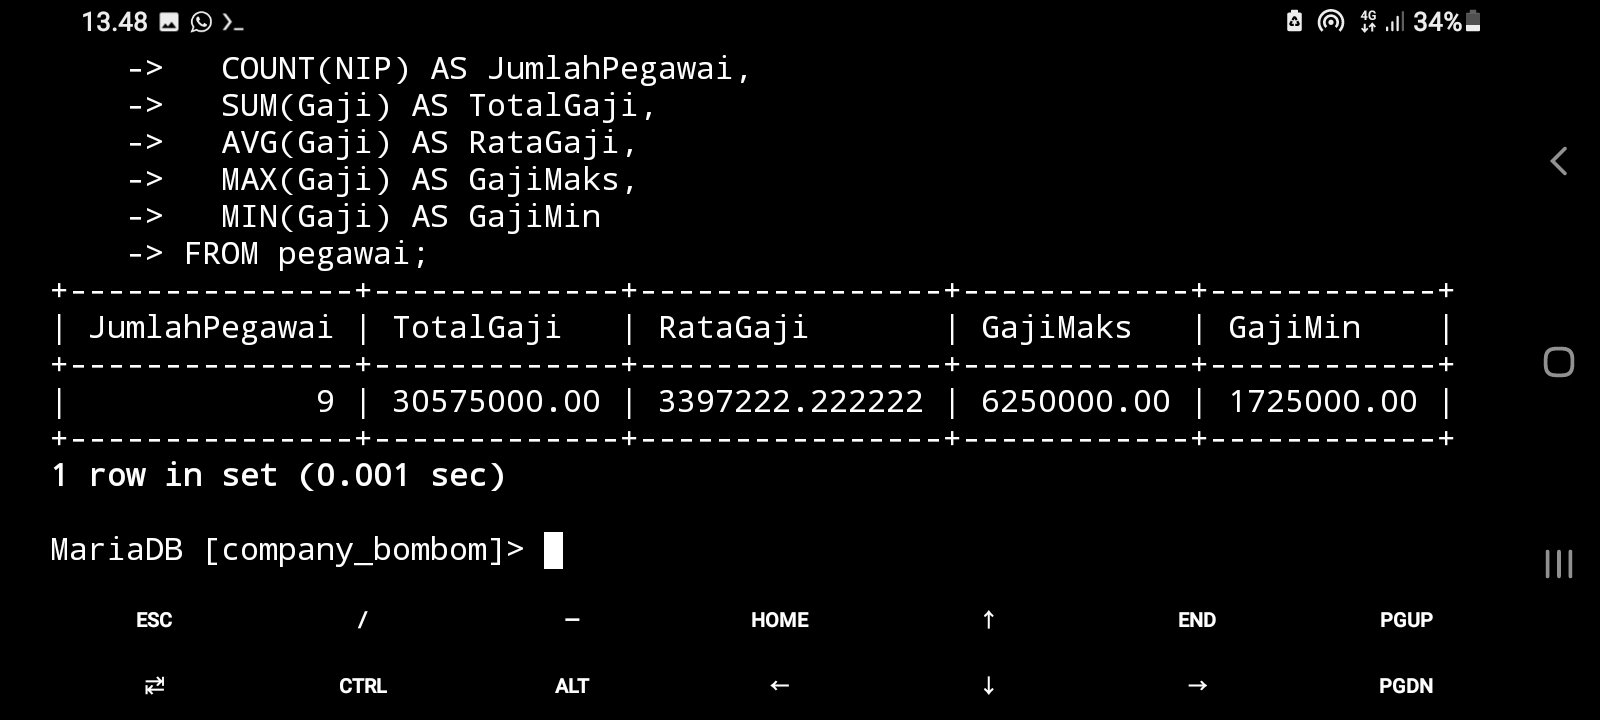 13.48 4G 34%
    ->   COUNT(NIP) AS JumlahPegawai,
    ->   SUM(Gaji) AS TotalGaji,
    ->   AVG(Gaji) AS RataGaji,
    ->   MAX(Gaji) AS GajiMaks,
    ->   MIN(Gaji) AS GajiMin
    -> FROM pegawai;
+---------------+-------------+----------------+------------+------------+
| JumlahPegawai | TotalGaji   | RataGaji       | GajiMaks   | GajiMin    |
+---------------+-------------+----------------+------------+------------+
|             9 | 30575000.00 | 3397222.222222 | 6250000.00 | 1725000.00 |
+---------------+-------------+----------------+------------+------------+
1 row in set (0.001 sec)
MariaDB [company_bombom]>
ESC / – HOME ↑ END PGUP
⇄ CTRL ALT ← ↓ → PGDN